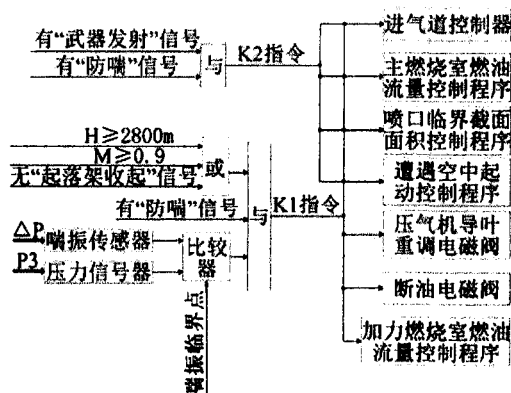 有“武器发射”信号
有“防喘”信号
与
K2指令
H≥2800m
M≥0.9
无“起落架收起”信号
或
有“防喘”信号
与
K1指令
△P
喘振传感器
P3
压力信号器
比较
器
喘振临界点
进气道控制器
主燃烧室燃油
流量控制程序
喷口临界截面
面积控制程序
遭遇空中起
动控制程序
压气机导叶
重调电磁阀
断油电磁阀
加力燃烧室燃油
流量控制程序